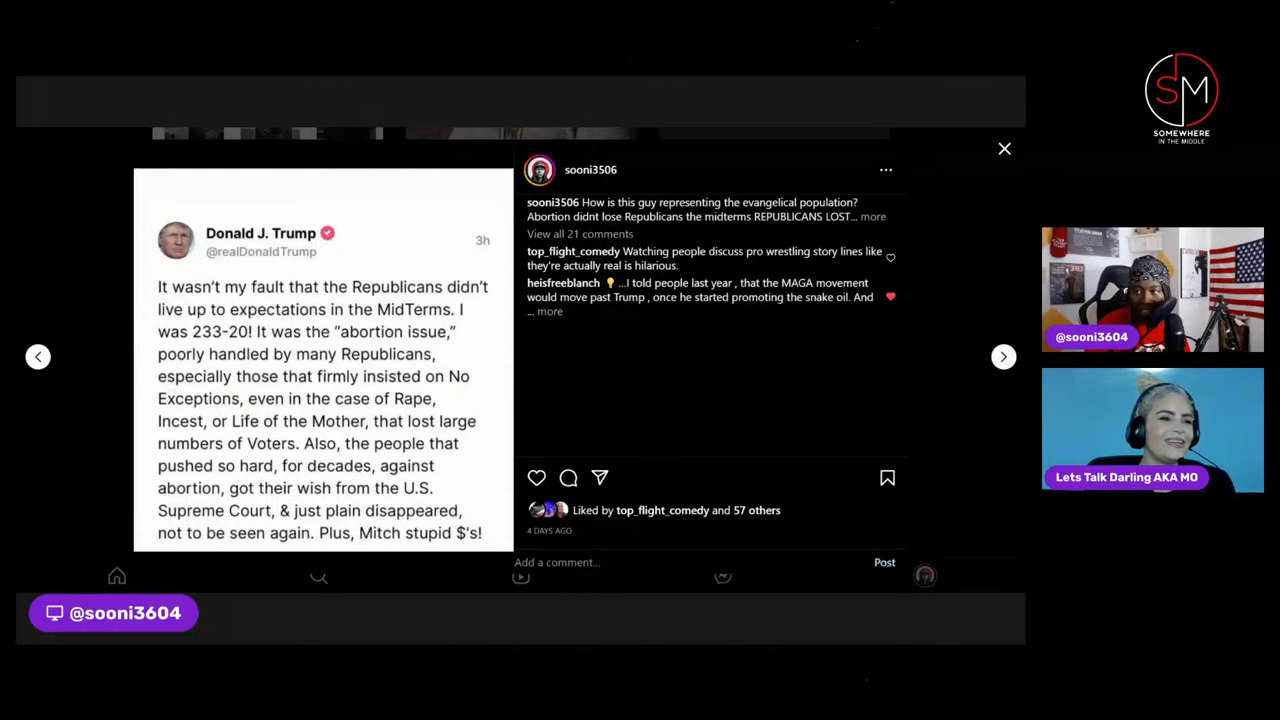 SM
SOMEWHERE
IN THE MIDDLE
Donald J. Trump
3h
@realDonaldTrump
It wasn't my fault that the Republicans didn't
live up to expectations in the MidTerms. I
was 233-20! It was the “abortion issue,”
poorly handled by many Republicans,
especially those that firmly insisted on No
Exceptions, even in the case of Rape,
Incest, or Life of the Mother, that lost large
numbers of Voters. Also, the people that
pushed so hard, for decades, against
abortion, got their wish from the U.S.
Supreme Court, & just plain disappeared,
not to be seen again. Plus, Mitch stupid $'s!
sooni3506
sooni3506 How is this guy representing the evangelical population?
Abortion didnt lose Republicans the midterms REPUBLICANS LOST... more
View all 21 comments
top_flight_comedy Watching people discuss pro wrestling story lines like
they're actually real is hilarious.
heisfreeblanch 💡 ...I told people last year , that the MAGA movement
would move past Trump , once he started promoting the snake oil. And
... more
Liked by top_flight_comedy and 57 others
4 DAYS AGO
Add a comment...
Post
@sooni3604
Lets Talk Darling AKA MO
@sooni3604